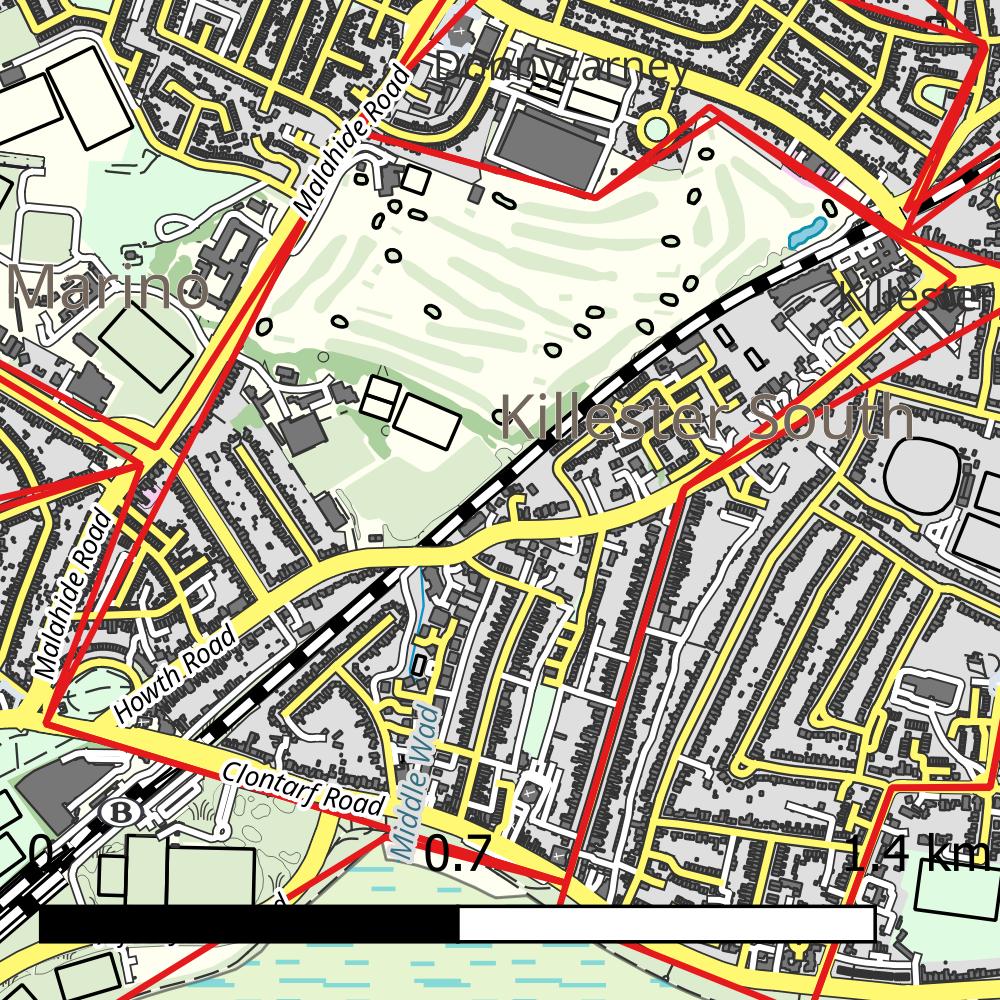 Donnycarney
Malahide Road
Marino
Killester
Killester South
Malahide Road
Howth Road
Middle Wad
Clontarf Road
B
0
0.7
1.4 km